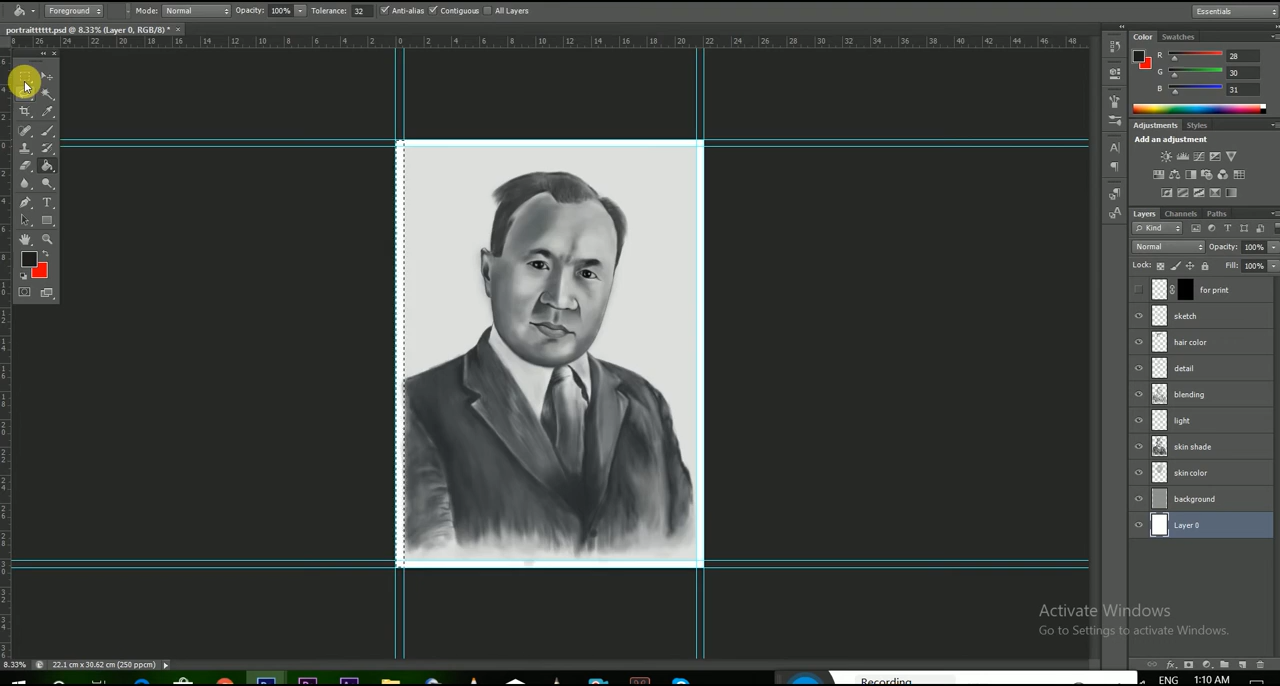 Foreground Mode: Normal Opacity: 100% Tolerance: 32 Anti-alias Contiguous All Layers Essentials
portraitttttt.psd @ 8.33% (Layer 0, RGB/8) * ×
Color Swatches
R 28
G 30
B 31
Adjustments Styles
Add an adjustment
Layers Channels Paths
Kind
Normal Opacity: 100%
Lock: Fill: 100%
for print
sketch
hair color
detail
blending
light
skin shade
skin color
background
Layer 0
Activate Windows
Go to Settings to activate Windows.
8.33% 22.1 cm x 30.62 cm (250 ppcm)
Recording
ENG 1:10 AM